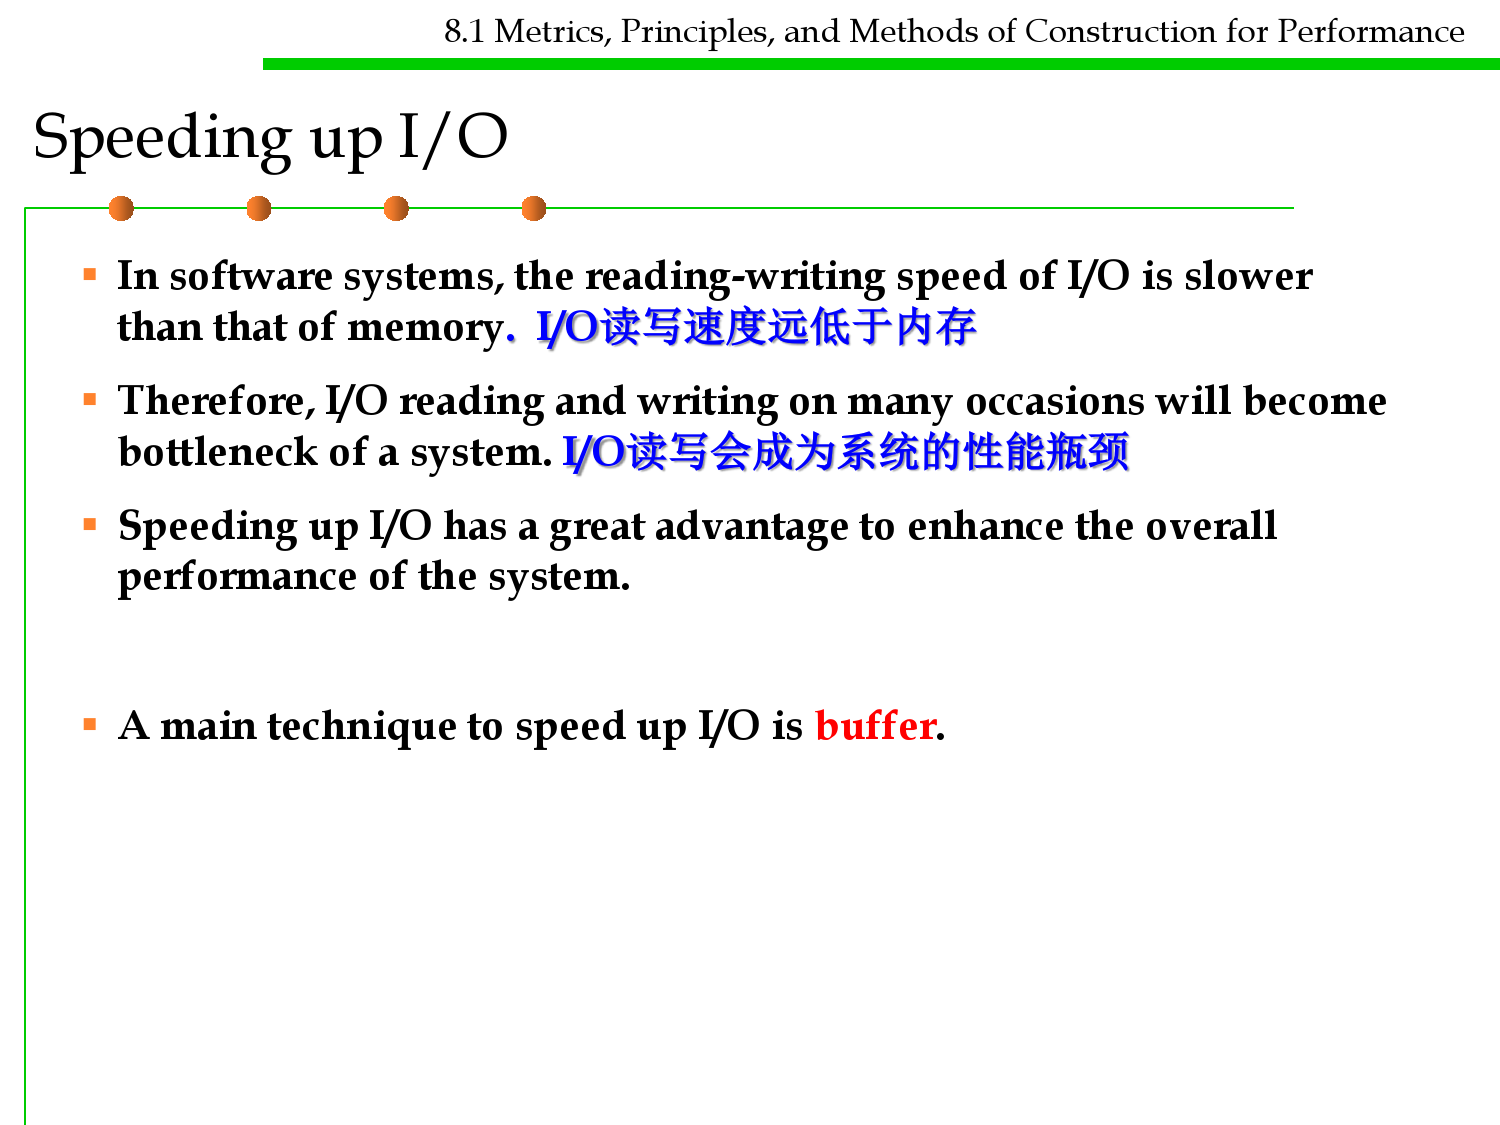 8.1 Metrics, Principles, and Methods of Construction for Performance
Speeding up I/O
In software systems, the reading-writing speed of I/O is slower
than that of memory. I/O读写速度远低于内存
Therefore, I/O reading and writing on many occasions will become
bottleneck of a system. I/O读写会成为系统的性能瓶颈
Speeding up I/O has a great advantage to enhance the overall
performance of the system.
A main technique to speed up I/O is buffer.